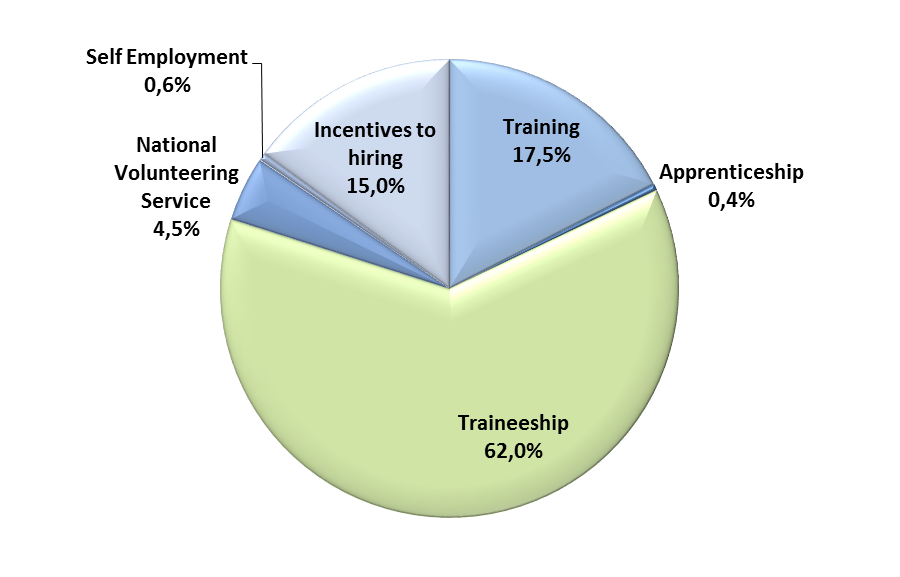 Self Employment
0,6%
National
Volunteering
Service
4,5%
Incentives to
hiring
15,0%
Training
17,5%
Apprenticeship
0,4%
Traineeship
62,0%